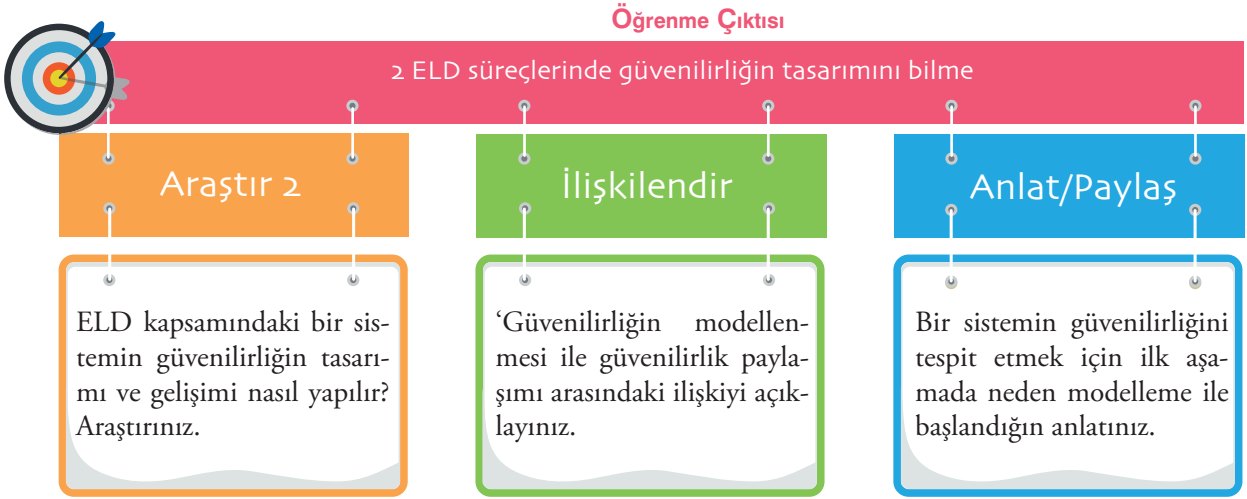 Öğrenme Çıktısı
2 ELD süreçlerinde güvenilirliğin tasarımını bilme
Araştır 2
ELD kapsamındaki bir sis-
temin güvenilirliğin tasarı-
mı ve gelişimi nasıl yapılır?
Araştırınız.
İlişkilendir
‘Güvenilirliğin modellen-
mesi ile güvenilirlik payla-
şımı arasındaki ilişkiyi açık-
layınız.
Anlat/Paylaş
Bir sistemin güvenilirliğini
tespit etmek için ilk aşa-
mada neden modelleme ile
başlandığın anlatınız.